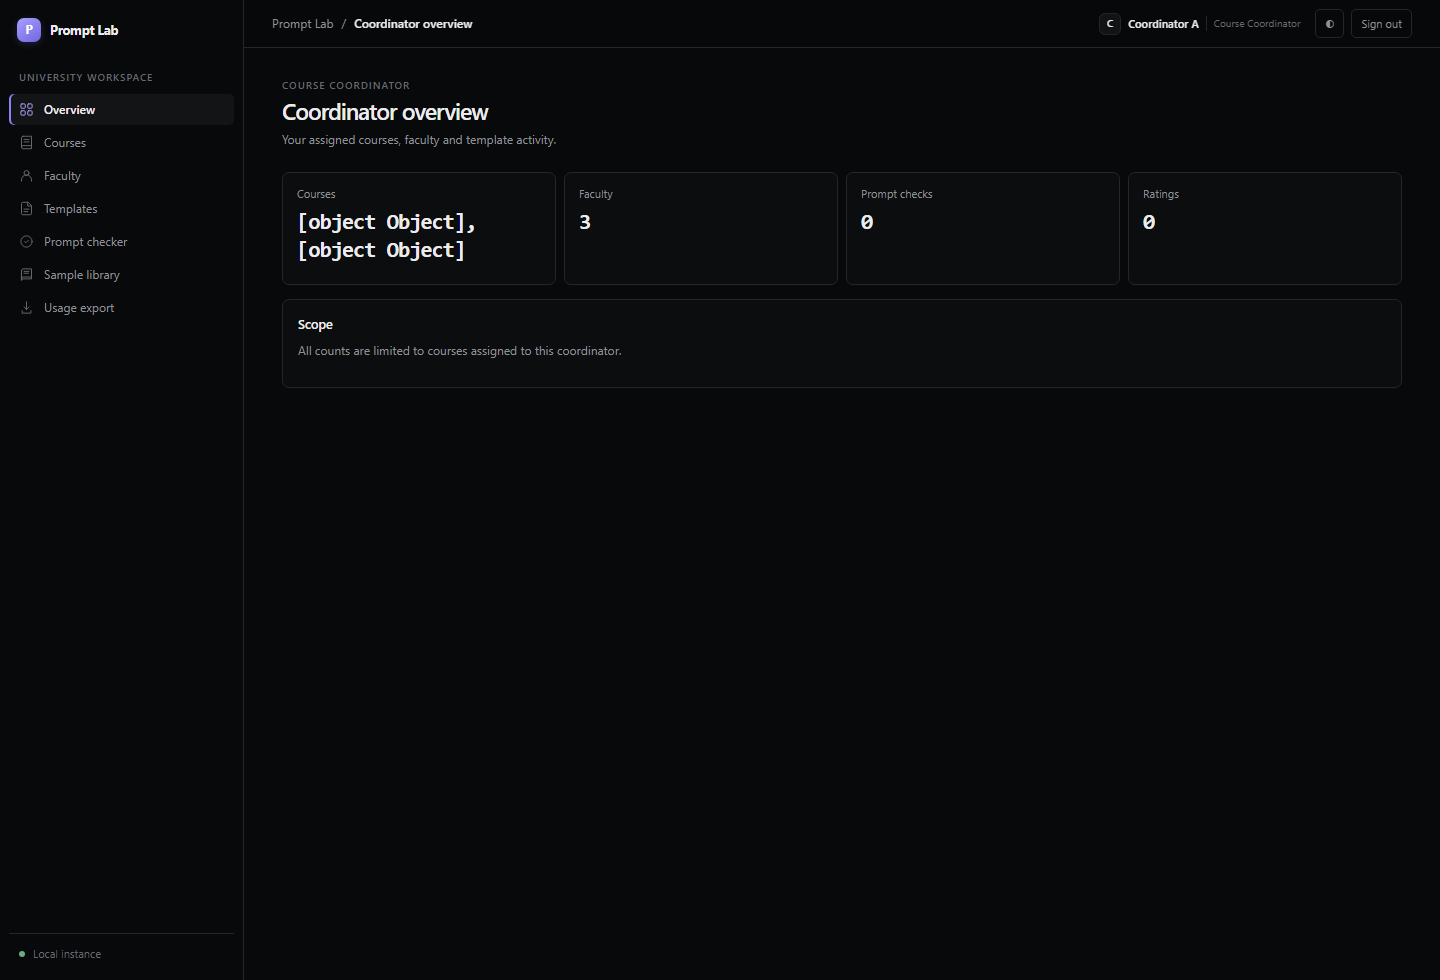 P Prompt Lab
UNIVERSITY WORKSPACE
Overview
Courses
Faculty
Templates
Prompt checker
Sample library
Usage export
Local instance
Prompt Lab / Coordinator overview
C Coordinator A Course Coordinator
Sign out
COURSE COORDINATOR
Coordinator overview
Your assigned courses, faculty and template activity.
Courses
[object Object],
[object Object]
Faculty
3
Prompt checks
0
Ratings
0
Scope
All counts are limited to courses assigned to this coordinator.